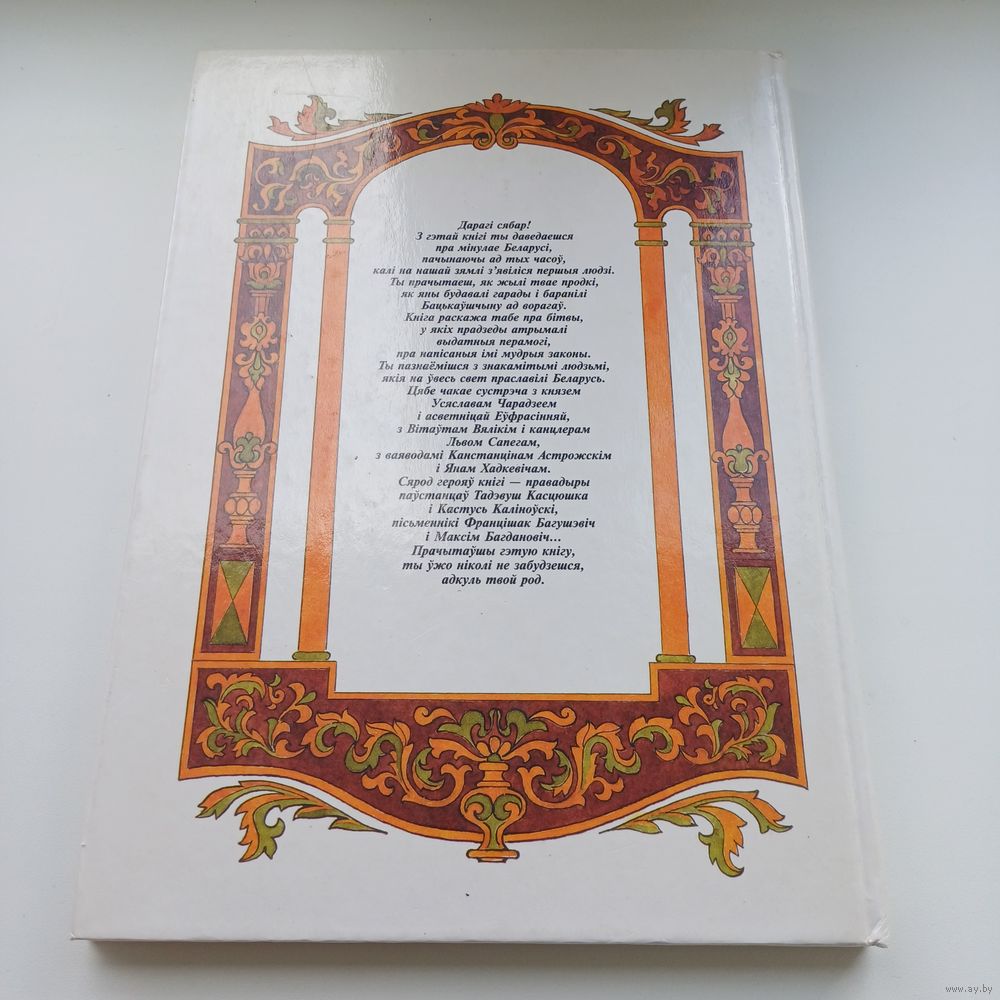 Дарагі сябар!
З гэтай кнігі ты даведаешся
пра мінулае Беларусі,
пачынаючы ад тых часоў,
калі на нашай зямлі з'явіліся першыя людзі.
Ты прачытаеш, як жылі твае продкі,
як яны будавалі гарады і баранілі
Бацькаўшчыну ад ворагаў.
Кніга раскажа табе пра бітвы,
у якіх прадзеды атрымалі
выдатныя перамогі,
пра напісаныя імі мудрыя законы.
Ты пазнаёмішся з знакамітымі людзьмі,
якія на ўвесь свет праславілі Беларусь.
Цябе чакае сустрэча з князем
Усяславам Чарадзеем
і асветніцай Еўфрасінняй,
з Вітаўтам Вялікім і канцлерам
Львом Сапегам,
з ваяводамі Канстанцінам Астрожскім
і Янам Хадкевічам.
Сярод герояў кнігі — правадыры
паўстанцаў Тадэвуш Касцюшка
і Кастусь Каліноўскі,
пісьменнікі Францішак Багушэвіч
і Максім Багдановіч...
Прачытаўшы гэтую кнігу,
ты ўжо ніколі не забудзешся,
адкуль твой род.
www.ay.by